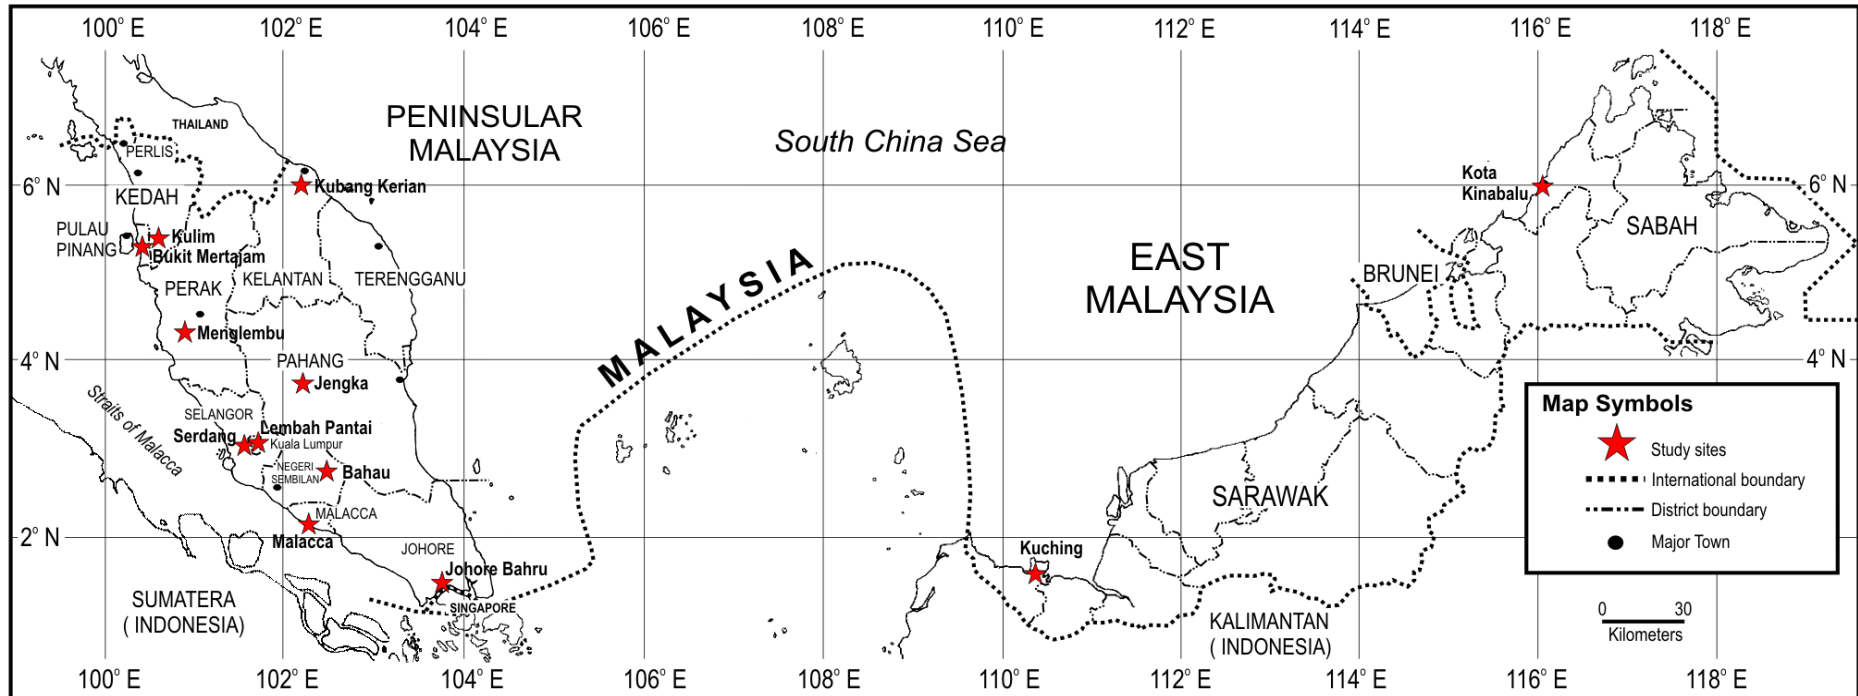 100° E 102° E 104° E 106° E 108° E 110° E 112° E 114° E 116° E 118° E
THAILAND
PENINSULAR
MALAYSIA
South China Sea
PERLIS
Kota
Kinabalu
6° N
6° N
KEDAH
Kubang Kerian
PULAU
PINANG
Kulim
Bukit Mertajam
SABAH
EAST
MALAYSIA
MALAYSIA
BRUNEI
PERAK
KELANTAN
TERENGGANU
Menglembu
4° N
PAHANG
4° N
Jengka
Straits of Malacca
SELANGOR
Serdang
Lembah Pantai
Kuala Lumpur
NEGERI
SEMBILAN
Bahau
SARAWAK
MALACCA
Malacca
2° N
JOHORE
Johore Bahru
SINGAPORE
Kuching
SUMATERA
( INDONESIA)
KALIMANTAN
( INDONESIA)
Map Symbols
Study sites
International boundary
District boundary
Major Town
0 30
Kilometers
100° E 102° E 104° E 106° E 108° E 110° E 112° E 114° E 116° E 118° E